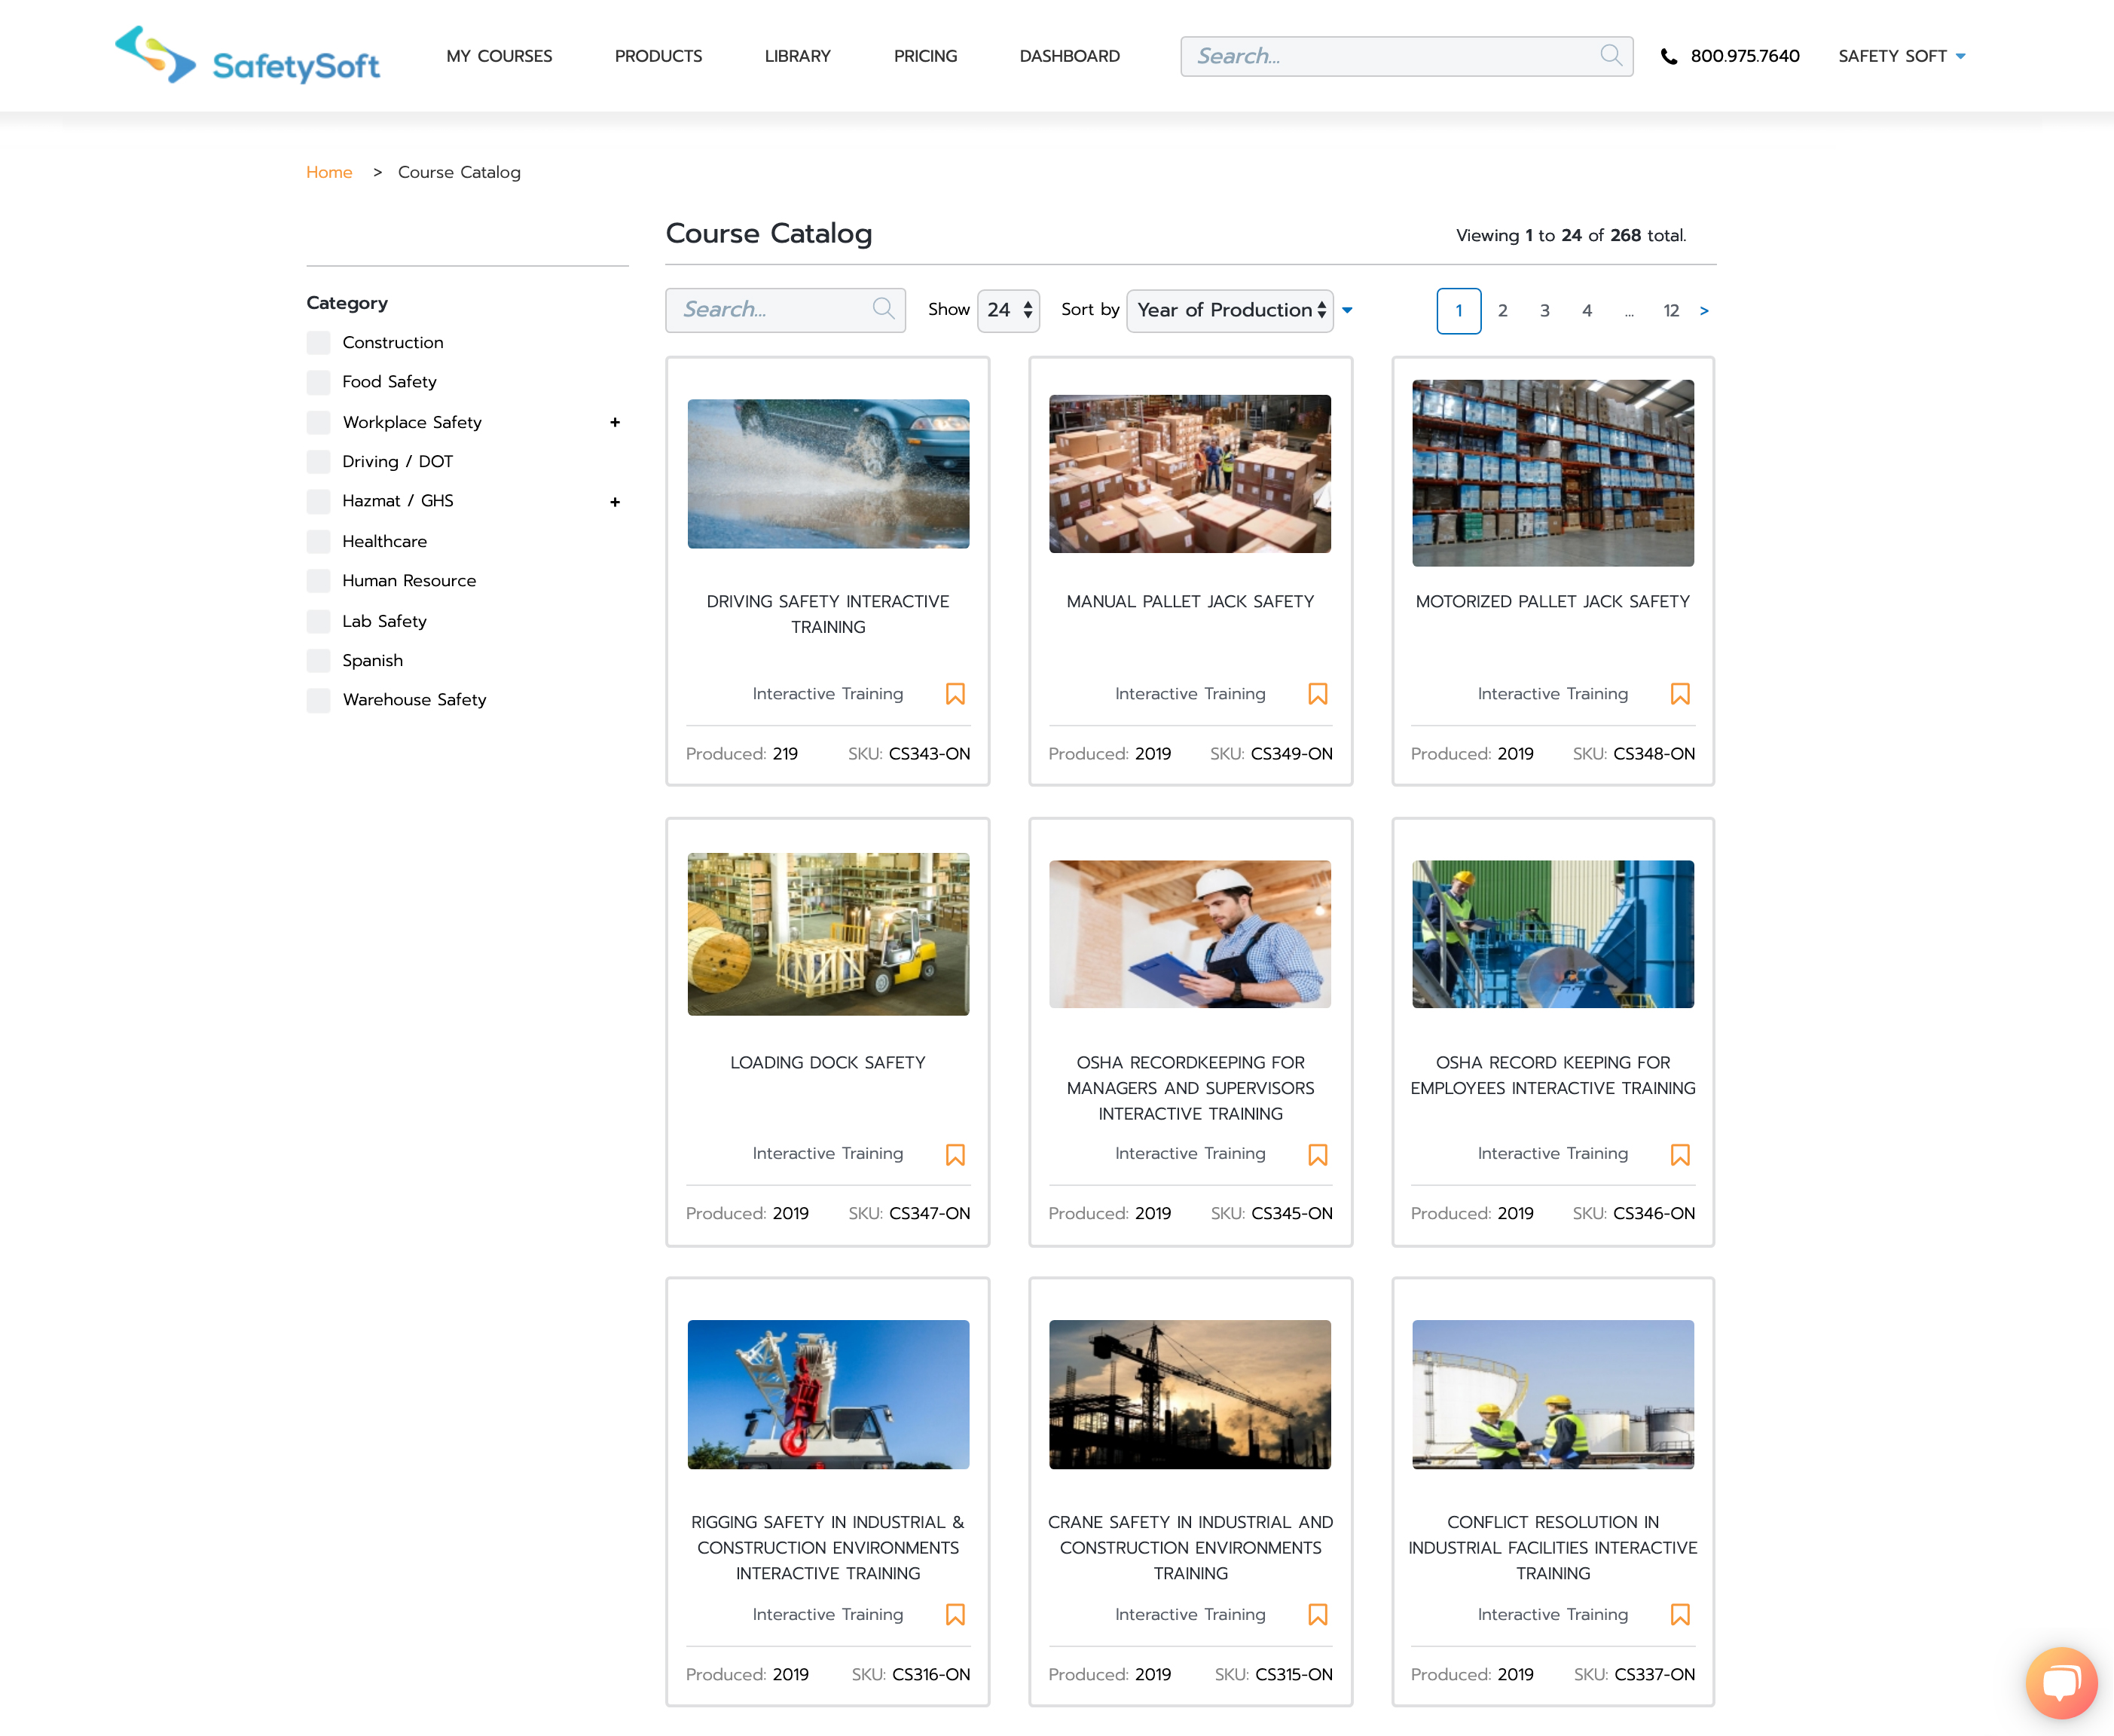 SafetySoft
MY COURSES
PRODUCTS
LIBRARY
PRICING
DASHBOARD
Search...
800.975.7640
SAFETY SOFT
Home > Course Catalog
Course Catalog
Viewing 1 to 24 of 268 total.
Category
Construction
Food Safety
Workplace Safety +
Driving / DOT
Hazmat / GHS +
Healthcare
Human Resource
Lab Safety
Spanish
Warehouse Safety
Search...
Show 24
Sort by Year of Production
1 2 3 4 ... 12 >
DRIVING SAFETY INTERACTIVE
TRAINING
Interactive Training
Produced: 219 SKU: CS343-ON
MANUAL PALLET JACK SAFETY
Interactive Training
Produced: 2019 SKU: CS349-ON
MOTORIZED PALLET JACK SAFETY
Interactive Training
Produced: 2019 SKU: CS348-ON
LOADING DOCK SAFETY
Interactive Training
Produced: 2019 SKU: CS347-ON
OSHA RECORDKEEPING FOR
MANAGERS AND SUPERVISORS
INTERACTIVE TRAINING
Interactive Training
Produced: 2019 SKU: CS345-ON
OSHA RECORD KEEPING FOR
EMPLOYEES INTERACTIVE TRAINING
Interactive Training
Produced: 2019 SKU: CS346-ON
RIGGING SAFETY IN INDUSTRIAL &
CONSTRUCTION ENVIRONMENTS
INTERACTIVE TRAINING
Interactive Training
Produced: 2019 SKU: CS316-ON
CRANE SAFETY IN INDUSTRIAL AND
CONSTRUCTION ENVIRONMENTS
TRAINING
Interactive Training
Produced: 2019 SKU: CS315-ON
CONFLICT RESOLUTION IN
INDUSTRIAL FACILITIES INTERACTIVE
TRAINING
Interactive Training
Produced: 2019 SKU: CS337-ON